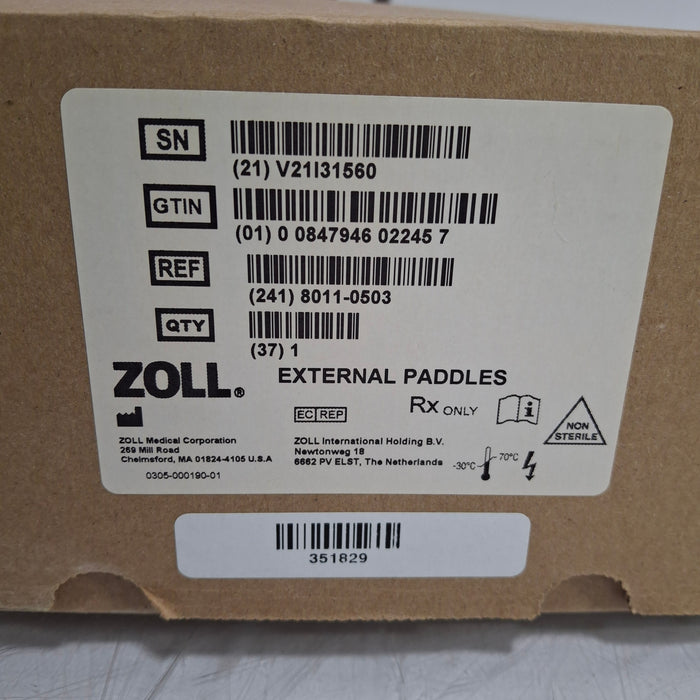 SN
(21) V21I31560
GTIN
(01) 0 0847946 02245 7
REF
(241) 8011-0503
QTY
(37) 1
ZOLL®
EXTERNAL PADDLES
EC REP
Rx ONLY
i
NON
STERILE
ZOLL Medical Corporation
269 Mill Road
Chelmsford, MA 01824-4105 U.S.A
0305-000190-01
ZOLL International Holding B.V.
Newtonweg 18
6662 PV ELST, The Netherlands
-30°C
70°C
351829